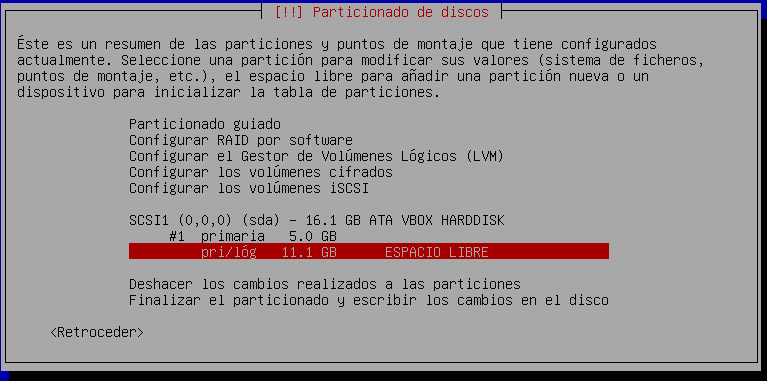 [!!] Particionado de discos
Éste es un resumen de las particiones y puntos de montaje que tiene configurados
actualmente. Seleccione una partición para modificar sus valores (sistema de ficheros,
puntos de montaje, etc.), el espacio libre para añadir una partición nueva o un
dispositivo para inicializar la tabla de particiones.
Particionado guiado
Configurar RAID por software
Configurar el Gestor de Volúmenes Lógicos (LVM)
Configurar los volúmenes cifrados
Configurar los volúmenes iSCSI
SCSI1 (0,0,0) (sda) - 16.1 GB ATA VBOX HARDDISK
#1 primaria 5.0 GB
pri/lóg 11.1 GB ESPACIO LIBRE
Deshacer los cambios realizados a las particiones
Finalizar el particionado y escribir los cambios en el disco
<Retroceder>